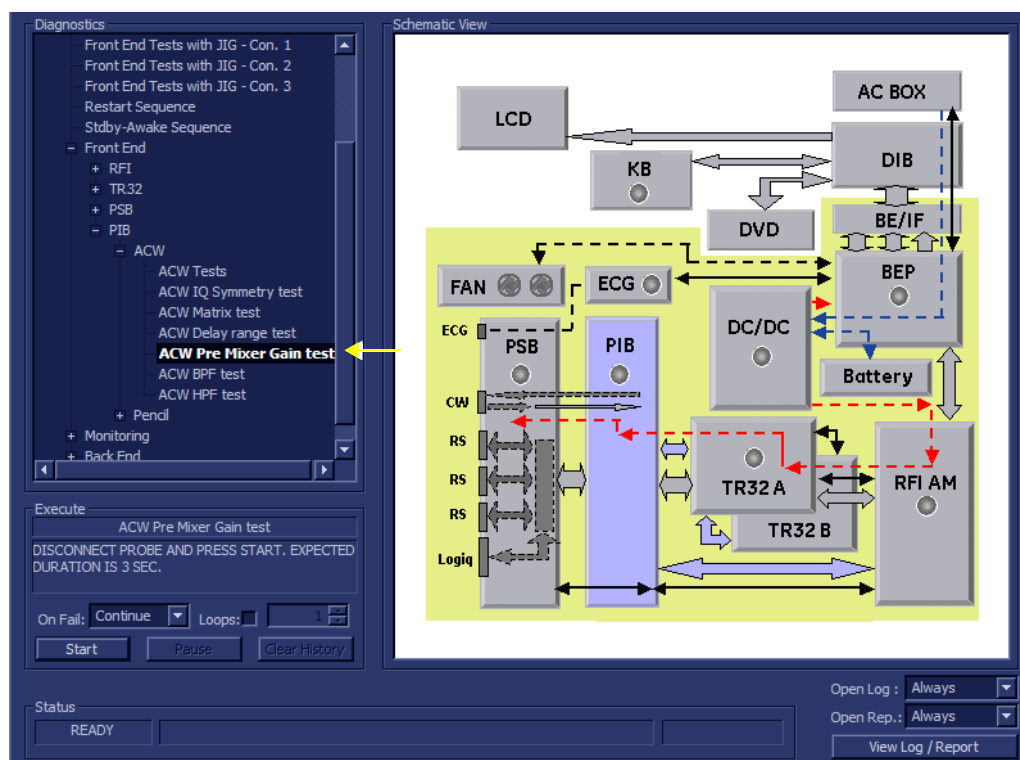 Diagnostics
Front End Tests with JIG - Con. 1
Front End Tests with JIG - Con. 2
Front End Tests with JIG - Con. 3
Restart Sequence
Stdby-Awake Sequence
Front End
RFI
TR32
PSB
PIB
ACW
ACW Tests
ACW IQ Symmetry test
ACW Matrix test
ACW Delay range test
ACW Pre Mixer Gain test
ACW BPF test
ACW HPF test
Pencil
Monitoring
Back End
Execute
ACW Pre Mixer Gain test
DISCONNECT PROBE AND PRESS START. EXPECTED
DURATION IS 3 SEC.
On Fail: Continue Loops: 1
Start Pause Clear History
Schematic View
AC BOX
LCD
DIB
KB
DVD
BE/IF
BEP
FAN
ECG
DC/DC
ECG
PSB
PIB
Battery
CW
RS
RS
RS
Logiq
TR32 A
TR32 B
RFI AM
Status
READY
Open Log : Always
Open Rep.: Always
View Log / Report